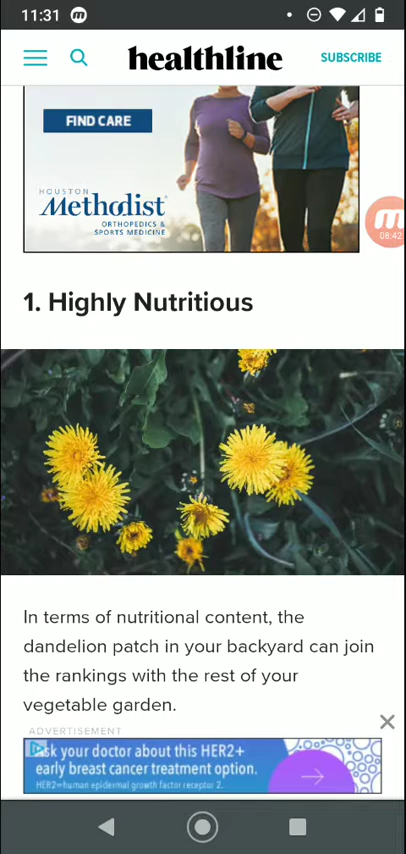 11:31
healthline
SUBSCRIBE
FIND CARE
HOUSTON
Methodist
ORTHOPEDICS &
SPORTS MEDICINE
08:42
1. Highly Nutritious
In terms of nutritional content, the
dandelion patch in your backyard can join
the rankings with the rest of your
vegetable garden.
ADVERTISEMENT
your doctor about this HER2+
early breast cancer treatment option.
HER2=human epidermal growth factor receptor 2.